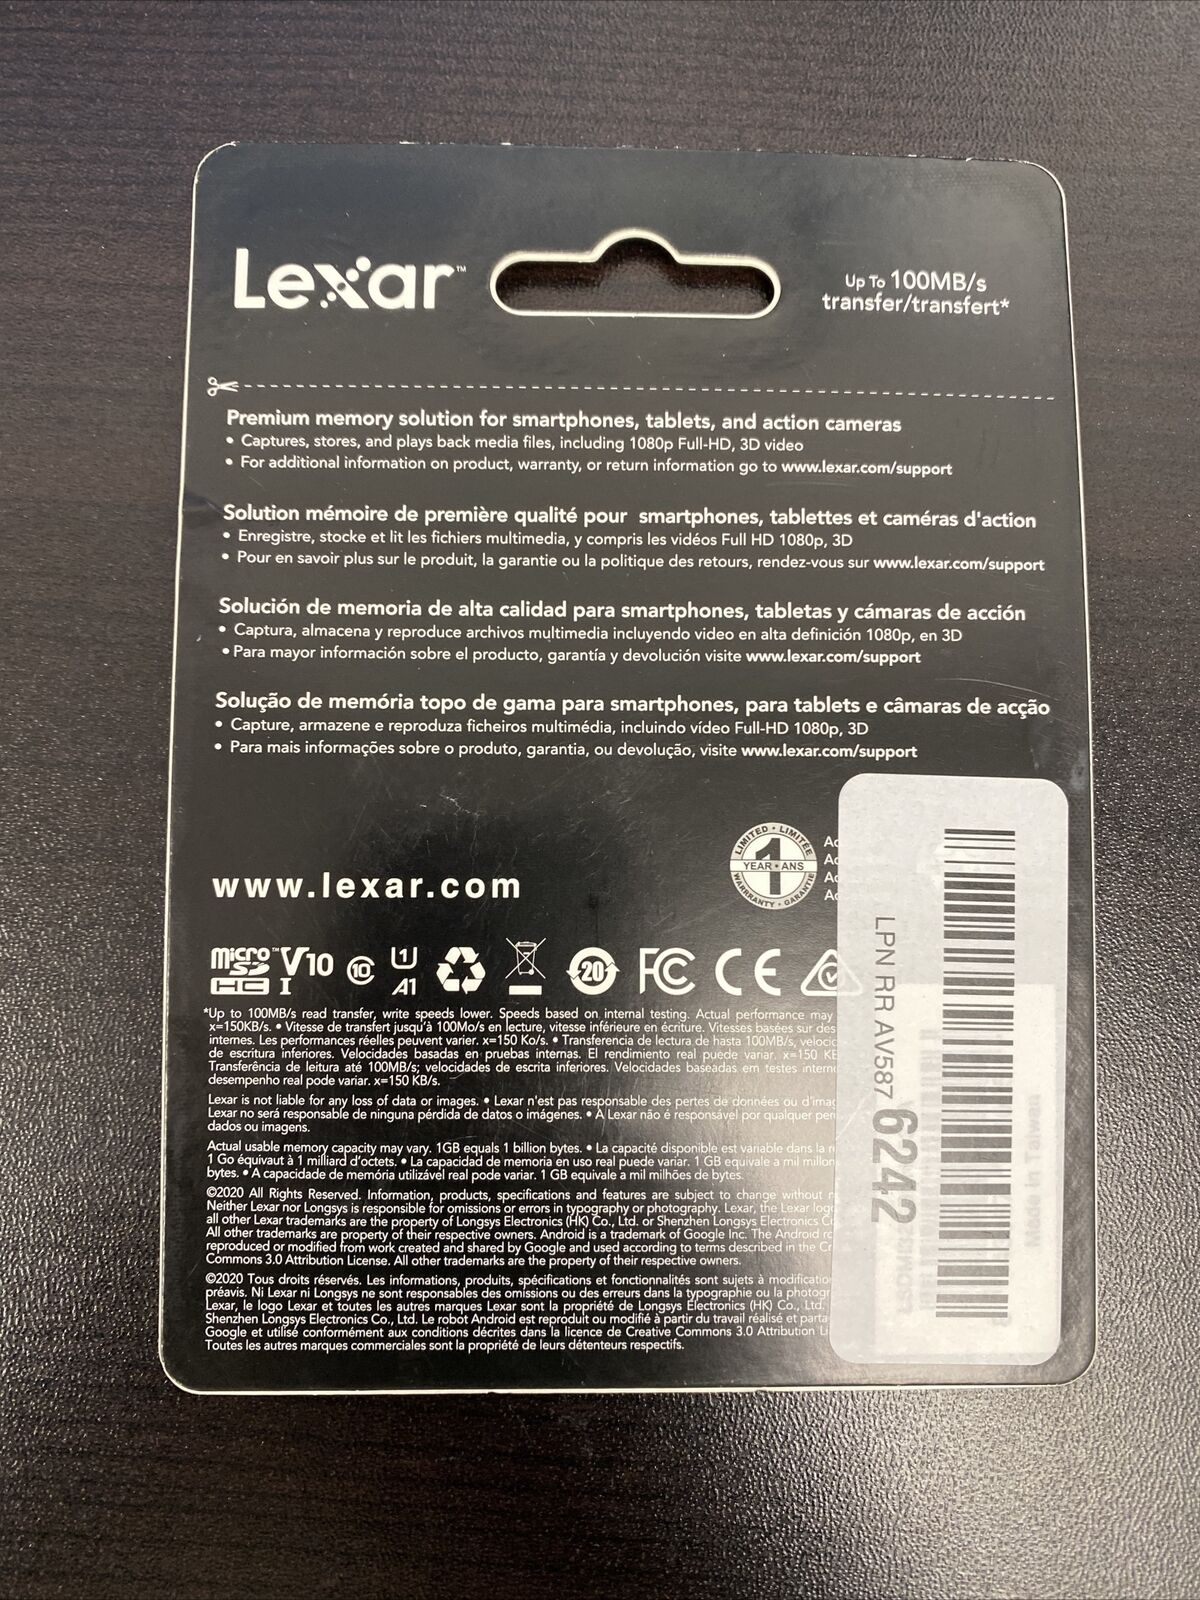 Lexar™
Up To 100MB/s
transfer/transfert*
Premium memory solution for smartphones, tablets, and action cameras
• Captures, stores, and plays back media files, including 1080p Full-HD, 3D video
• For additional information on product, warranty, or return information go to www.lexar.com/support
Solution mémoire de première qualité pour smartphones, tablettes et caméras d'action
• Enregistre, stocke et lit les fichiers multimedia, y compris les vidéos Full HD 1080p, 3D
• Pour en savoir plus sur le produit, la garantie ou la politique des retours, rendez-vous sur www.lexar.com/support
Solución de memoria de alta calidad para smartphones, tabletas y cámaras de acción
• Captura, almacena y reproduce archivos multimedia incluyendo video en alta definición 1080p, en 3D
• Para mayor información sobre el producto, garantía y devolución visite www.lexar.com/support
Solução de memória topo de gama para smartphones, para tablets e câmaras de acção
• Capture, armazene e reproduza ficheiros multimédia, incluindo vídeo Full-HD 1080p, 3D
• Para mais informações sobre o produto, garantia, ou devolução, visite www.lexar.com/support
www.lexar.com
LIMITED • LIMITÉE
1
YEAR • ANS
WARRANTY • GARANTIE
micro SD HC I V10 10 U1 A1 20 FC CE
*Up to 100MB/s read transfer, write speeds lower. Speeds based on internal testing. Actual performance may
x=150KB/s. • Vitesse de transfert jusqu'à 100Mo/s en lecture, vitesse inférieure en écriture. Vitesses basées sur des
internes. Les performances réelles peuvent varier. x=150 Ko/s. • Transferencia de lectura de hasta 100MB/s, velocic
de escritura inferiores. Velocidades basadas en pruebas internas. El rendimiento real puede variar. x=150 KB
Transferência de leitura até 100MB/s; velocidades de escrita inferiores. Velocidades baseadas em testes interno
desempenho real pode variar. x=150 KB/s.
Lexar is not liable for any loss of data or images. • Lexar n'est pas responsable des pertes de données ou d'imag
Lexar no será responsable de ninguna pérdida de datos o imágenes. • A Lexar não é responsável por qualquer per
dados ou imagens.
Actual usable memory capacity may vary. 1GB equals 1 billion bytes. • La capacité disponible est variable dans la
1 Go équivaut à 1 milliard d'octets. • La capacidad de memoria en uso real puede variar. 1 GB equivale a mil millon
bytes. • A capacidade de memória utilizável real pode variar. 1 GB equivale a mil milhões de bytes.
©2020 All Rights Reserved. Information, products, specifications and features are subject to change without
Neither Lexar nor Longsys is responsible for omissions or errors in typography or photography. Lexar, the Lexar logo
all other Lexar trademarks are the property of Longsys Electronics (HK) Co., Ltd. or Shenzhen Longsys Electronics
All other trademarks are property of their respective owners. Android is a trademark of Google Inc. The Android ro
reproduced or modified from work created and shared by Google and used according to terms described in the Cr
Commons 3.0 Attribution License. All other trademarks are the property of their respective owners.
©2020 Tous droits réservés. Les informations, produits, spécifications et fonctionnalités sont sujets à modificatio
préavis. Ni Lexar ni Longsys ne sont responsables des omissions ou des erreurs dans la typographie ou la photogr
Lexar, le logo Lexar et toutes les autres marques Lexar sont la propriété de Longsys Electronics (HK) Co., Ltd.
Shenzhen Longsys Electronics Co., Ltd. Le robot Android est reproduit ou modifié à partir du travail réalisé et parta
Google et utilisé conformément aux conditions décrites dans la licence de Creative Commons 3.0 Attribution
Toutes les autres marques commerciales sont la propriété de leurs détenteurs respectifs.
LPN RR AV587 6242